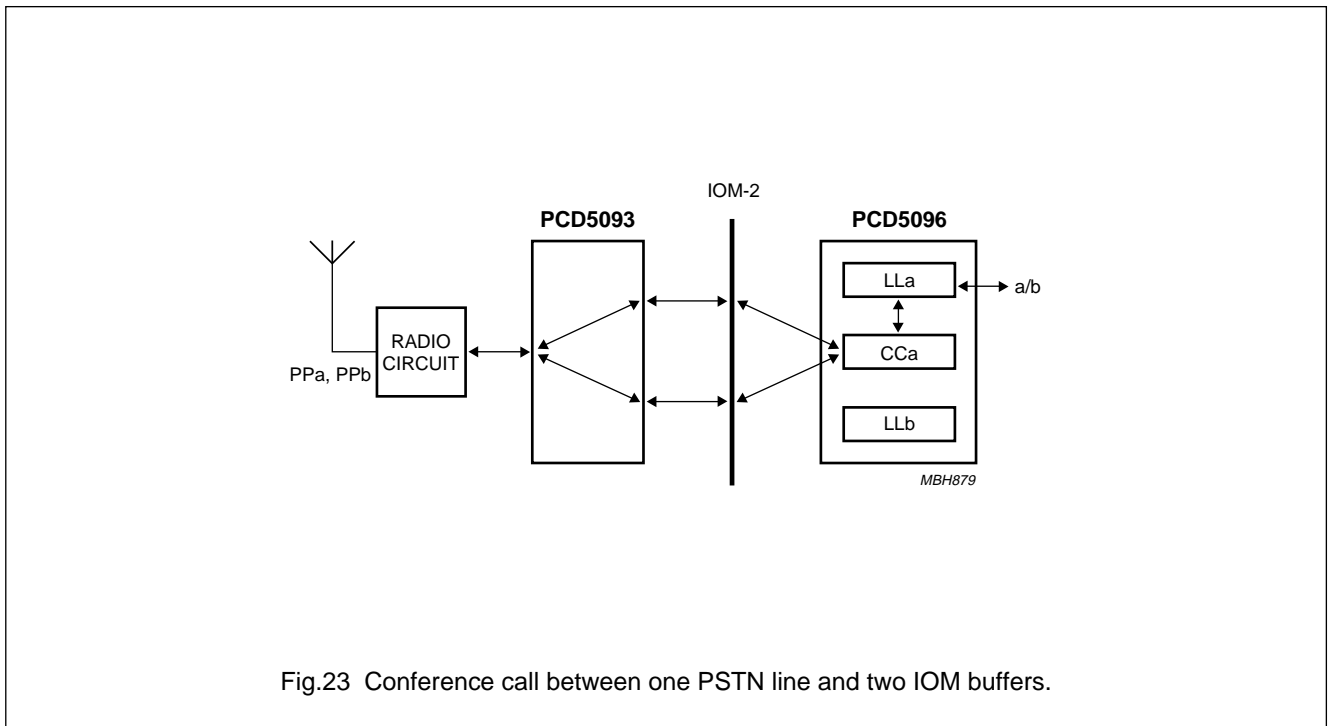 IOM-2
PCD5093
PCD5096
LLa
a/b
RADIO
CIRCUIT
CCa
PPa, PPb
LLb
MBH879
Fig.23 Conference call between one PSTN line and two IOM buffers.